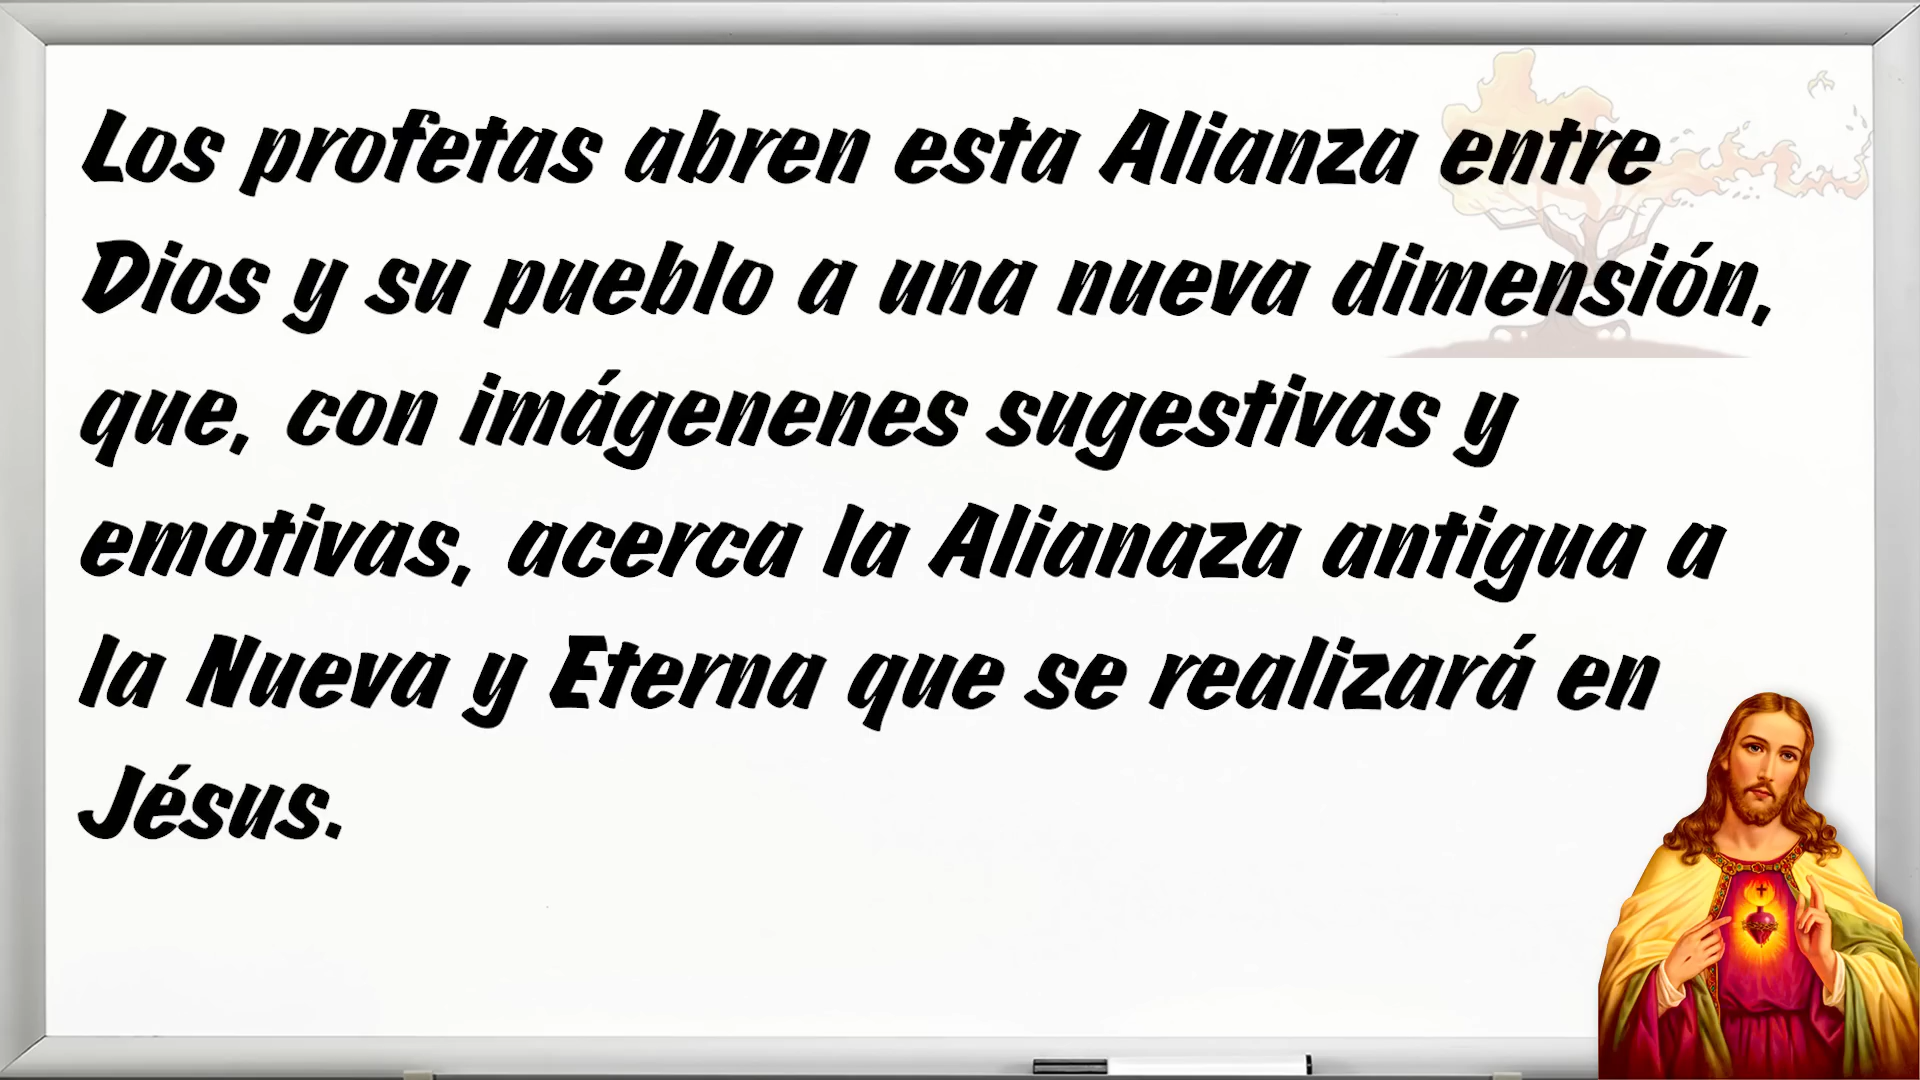 Los profetas abren esta Alianza entre
Dios y su pueblo a una nueva dimensión,
que, con imágenenes sugestivas y
emotivas, acerca la Alianaza antigua a
la Nueva y Eterna que se realizará en
Jésus.